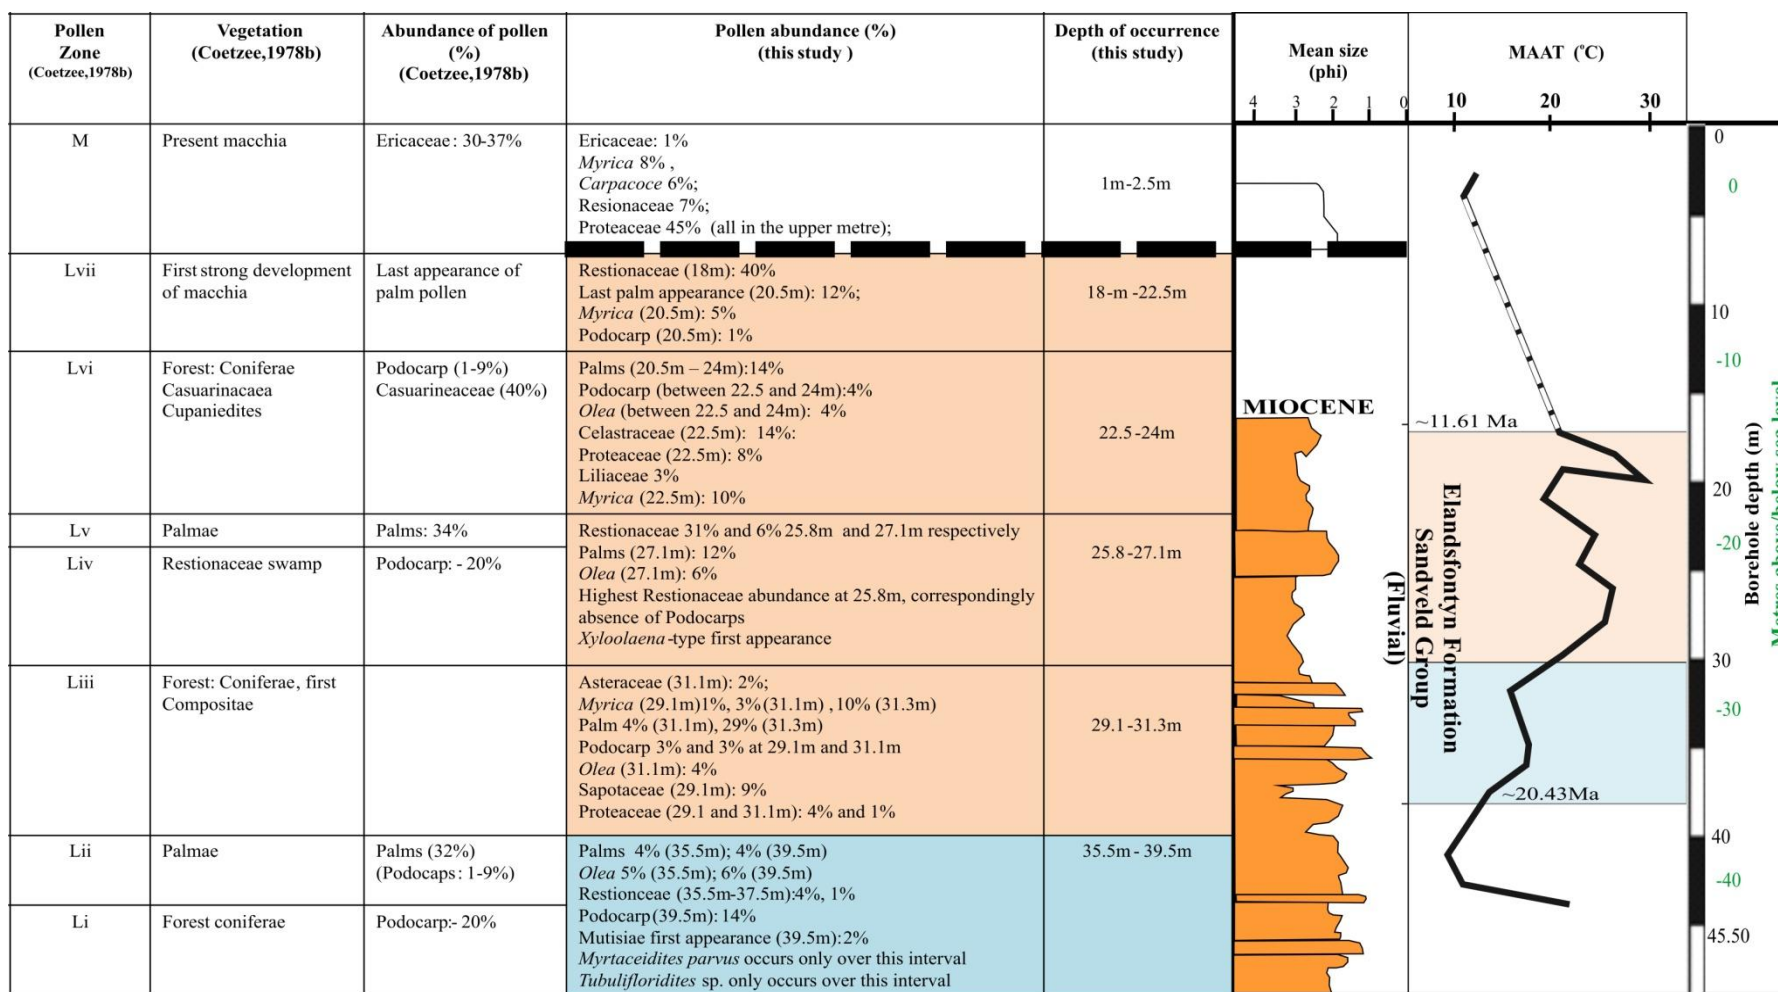 Pollen
Zone
(Coetzee,1978b)
Vegetation
(Coetzee,1978b)
Abundance of pollen
(%)
(Coetzee,1978b)
Pollen abundance (%)
(this study )
Depth of occurrence
(this study)
Mean size
(phi)
4 3 2 1 0
MAAT (°C)
10 20 30
M
Present macchia
Ericaceae : 30-37%
Ericaceae: 1%
Myrica 8% ,
Carpacoce 6%;
Resionaceae 7%;
Proteaceae 45% (all in the upper metre);
1m-2.5m
Lvii
First strong development
of macchia
Last appearance of
palm pollen
Restionaceae (18m): 40%
Last palm appearance (20.5m): 12%;
Myrica (20.5m): 5%
Podocarp (20.5m): 1%
18-m -22.5m
Lvi
Forest: Coniferae
Casuarinacaea
Cupaniedites
Podocarp (1-9%)
Casuarineaceae (40%)
Palms (20.5m – 24m):14%
Podocarp (between 22.5 and 24m):4%
Olea (between 22.5 and 24m): 4%
Celastraceae (22.5m): 14%:
Proteaceae (22.5m): 8%
Liliaceae 3%
Myrica (22.5m): 10%
22.5-24m
Lv
Palmae
Palms: 34%
Liv
Restionaceae swamp
Podocarp: - 20%
Restionaceae 31% and 6% 25.8m and 27.1m respectively
Palms (27.1m): 12%
Olea (27.1m): 6%
Highest Restionaceae abundance at 25.8m, correspondingly
absence of Podocarps
Xyloolaena-type first appearance
25.8-27.1m
Liii
Forest: Coniferae, first
Compositae
Asteraceae (31.1m): 2%;
Myrica (29.1m)1%, 3%(31.1m) , 10% (31.3m)
Palm 4% (31.1m), 29% (31.3m)
Podocarp 3% and 3% at 29.1m and 31.1m
Olea (31.1m): 4%
Sapotaceae (29.1m): 9%
Proteaceae (29.1 and 31.1m): 4% and 1%
29.1-31.3m
Lii
Palmae
Palms (32%)
(Podocaps : 1-9%)
Li
Forest coniferae
Podocarp:- 20%
Palms 4% (35.5m); 4% (39.5m)
Olea 5% (35.5m); 6% (39.5m)
Restionceae (35.5m-37.5m):4%, 1%
Podocarp(39.5m): 14%
Mutisiae first appearance (39.5m):2%
Myrtaceidites parvus occurs only over this interval
Tubulifloridites sp. only occurs over this interval
35.5m - 39.5m
MIOCENE
~11.61 Ma
~20.43Ma
Elandsfontyn Formation
Sandveld Group
(Fluvial)
0
10
20
30
40
45.50
Borehole depth (m)
0
-10
-20
-30
-40
Metres above/below sea level